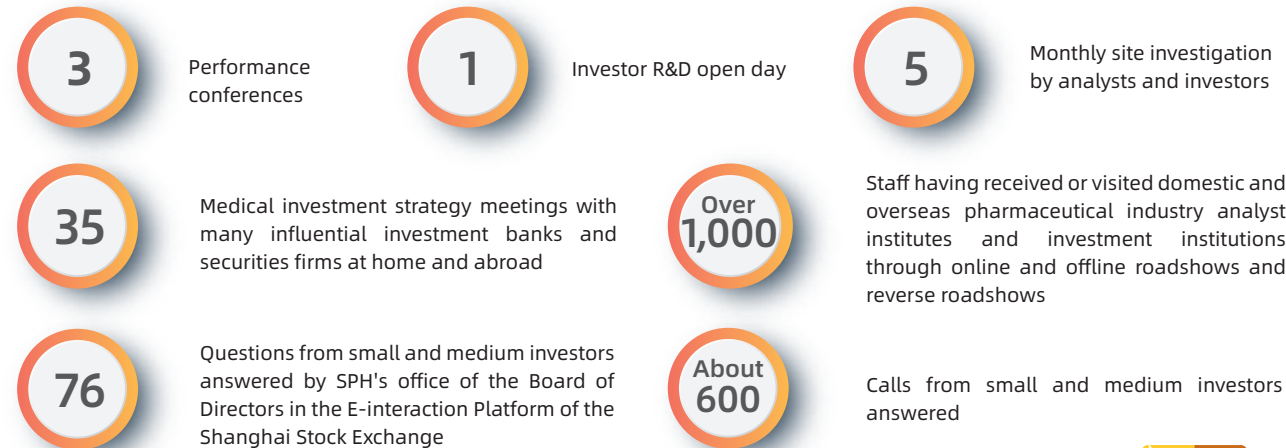 3
Performance
conferences
1
Investor R&D open day
5
Monthly site investigation
by analysts and investors
35
Medical investment strategy meetings with
many influential investment banks and
securities firms at home and abroad
Over
1,000
Staff having received or visited domestic and
overseas pharmaceutical industry analyst
institutes and investment institutions
through online and offline roadshows and
reverse roadshows
76
Questions from small and medium investors
answered by SPH's office of the Board of
Directors in the E-interaction Platform of the
Shanghai Stock Exchange
About
600
Calls from small and medium investors
answered